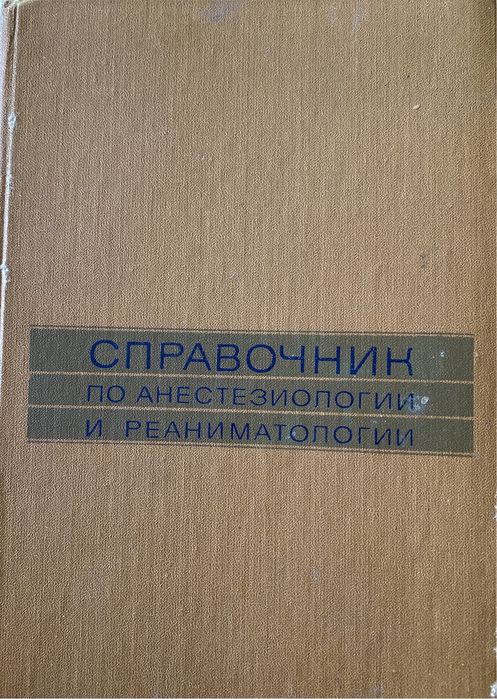 СПРАВОЧНИК
ПО АНЕСТЕЗИОЛОГИИ
И РЕАНИМАТОЛОГИИ